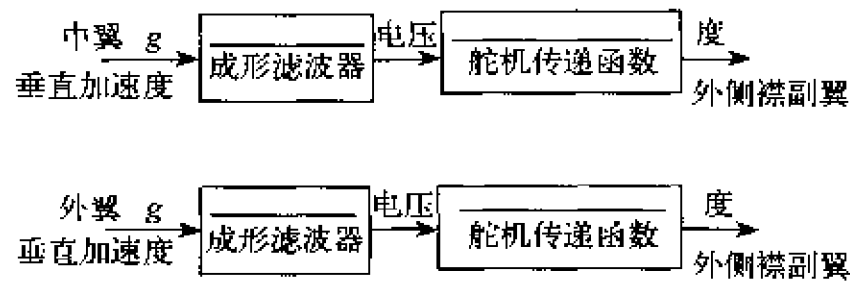 中翼 g
垂直加速度
成形滤波器
电压
舵机传递函数
度
外侧襟副翼
外翼 g
垂直加速度
成形滤波器
电压
舵机传递函数
度
外侧襟副翼